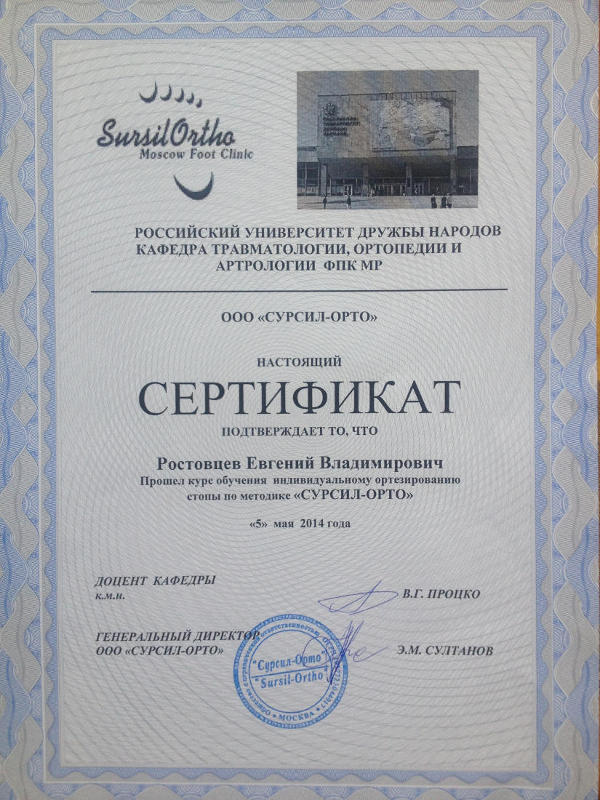 SursilOrtho
Moscow Foot Clinic
РОССИЙСКИЙ УНИВЕРСИТЕТ ДРУЖБЫ НАРОДОВ
КАФЕДРА ТРАВМАТОЛОГИИ, ОРТОПЕДИИ И
АРТРОЛОГИИ ФПК МР
ООО «СУРСИЛ-ОРТО»
НАСТОЯЩИЙ
СЕРТИФИКАТ
ПОДТВЕРЖДАЕТ ТО, ЧТО
Ростовцев Евгений Владимирович
Прошел курс обучения индивидуальному ортезированию
стопы по методике «СУРСИЛ-ОРТО»
«5» мая 2014 года
ДОЦЕНТ КАФЕДРЫ
к.м.н.
В.Г. ПРОЦКО
ГЕНЕРАЛЬНЫЙ ДИРЕКТОР
ООО «СУРСИЛ-ОРТО»
Э.М. СУЛТАНОВ
"Сурсил-Орто"
"Sursil-Ortho"
• МОСКВА •